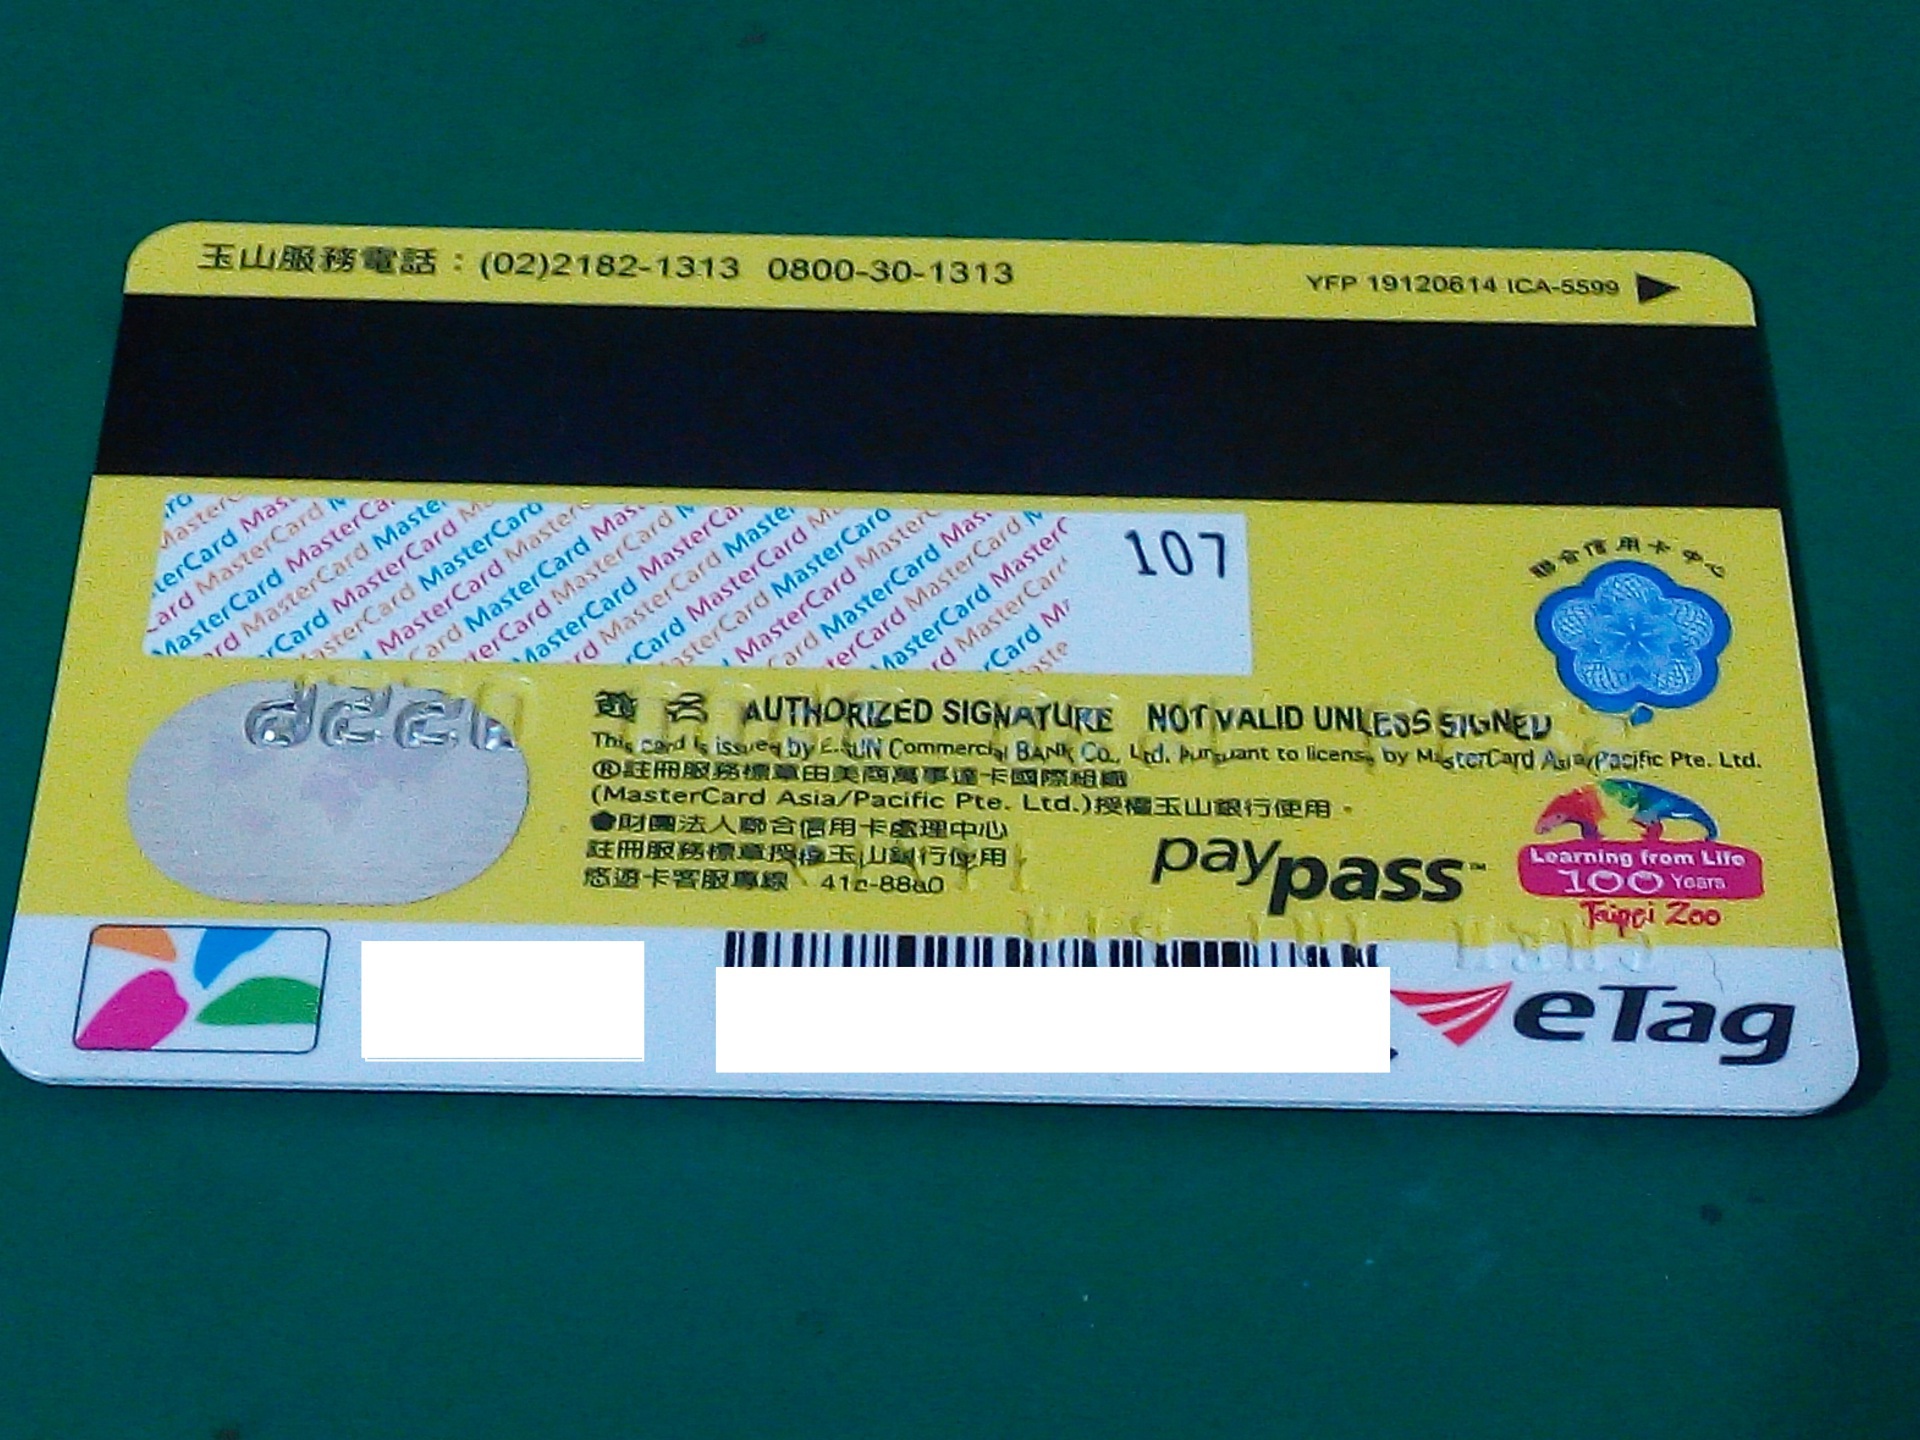 玉山服務電話：(02)2182-1313 0800-30-1313
YFP 19120614 ICA-5599
MasterCard MasterCard MasterCard
107
聯合信用卡中心
簽名 AUTHORIZED SIGNATURE NOT VALID UNLESS SIGNED
This card is issued by E.SUN Commercial BANK Co., Ltd. pursuant to license by MasterCard Asia/Pacific Pte. Ltd.
®註冊服務標章由美商萬事達卡國際組織
(MasterCard Asia/Pacific Pte. Ltd.)授權玉山銀行使用。
●財團法人聯合信用卡處理中心
註冊服務標章授權玉山銀行使用
悠遊卡客服專線
paypass™
Learning from Life
100 Years
Taipei Zoo
eTag